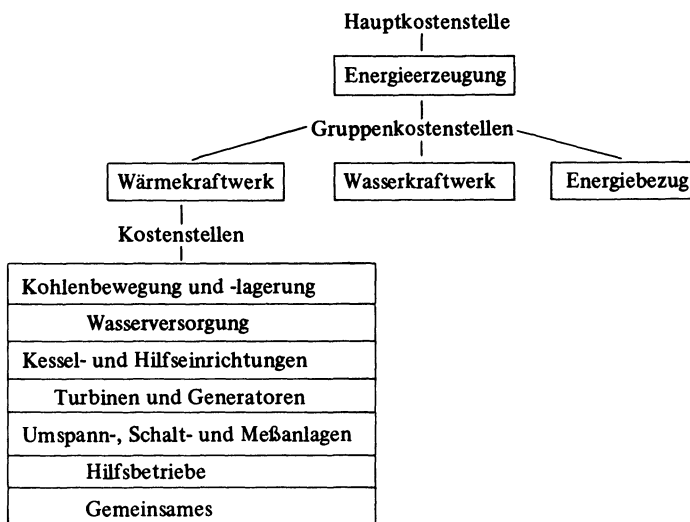 Hauptkostenstelle
Energieerzeugung
Gruppenkostenstellen
Wärmekraftwerk
Wasserkraftwerk
Energiebezug
Kostenstellen
Kohlenbewegung und -lagerung
Wasserversorgung
Kessel- und Hilfseinrichtungen
Turbinen und Generatoren
Umspann-, Schalt- und Meßanlagen
Hilfsbetriebe
Gemeinsames